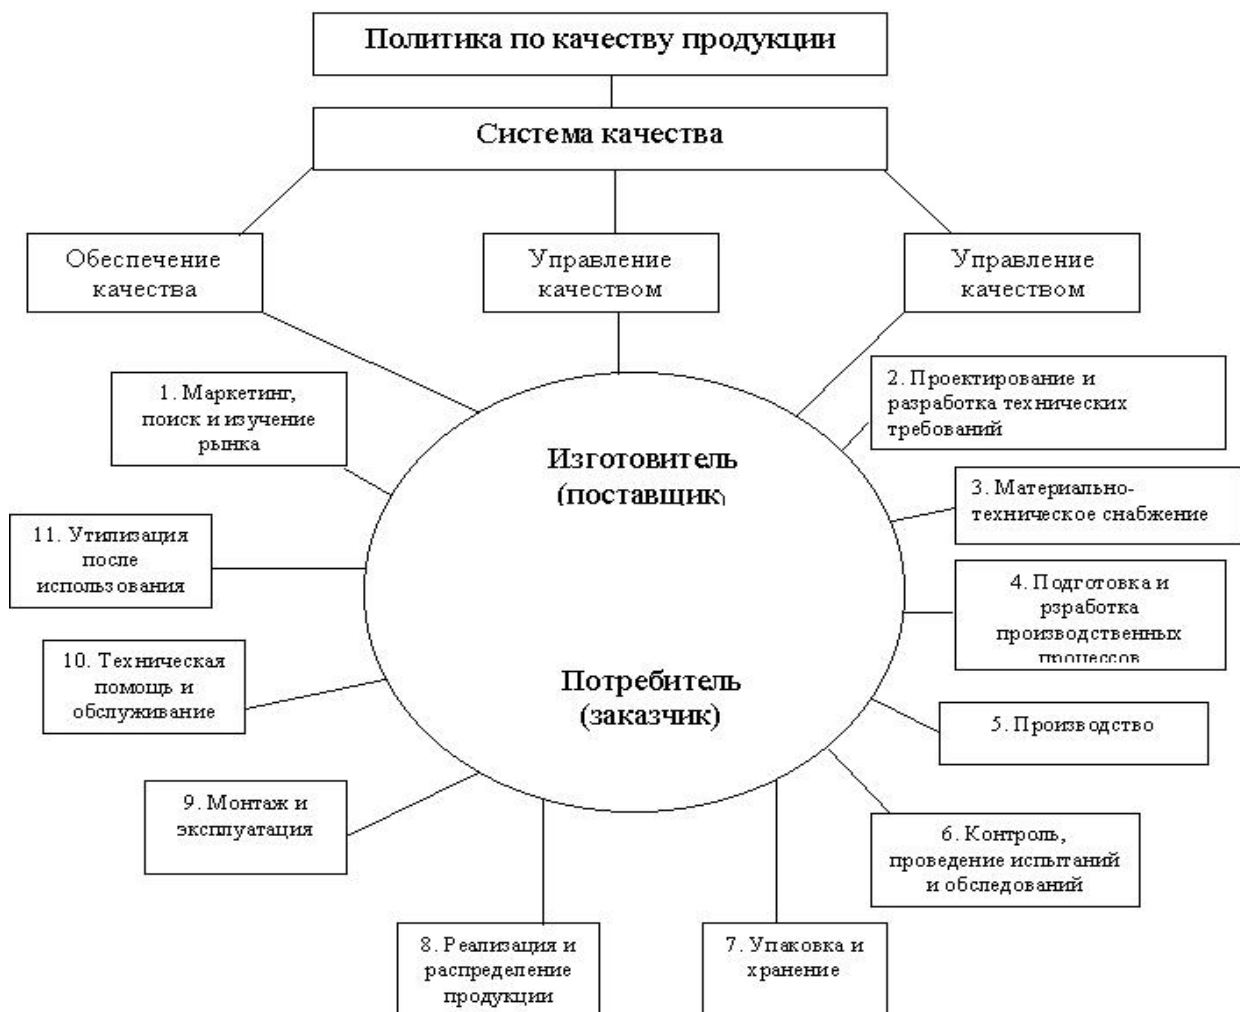 Политика по качеству продукции
Система качества
Обеспечение
качества
Управление
качеством
Управление
качеством
1. Маркетинг,
поиск и изучение
рынка
2. Проектирование и
разработка технических
требований
Изготовитель
(поставщик)
3. Материально-
техническое снабжение
11. Утилизация
после
использования
4. Подготовка и
рзработка
производственных
процессов
10. Техническая
помощь и
обслуживание
Потребитель
(заказчик)
5. Производство
9. Монтаж и
эксплуатация
6. Контроль,
проведение испытаний
и обследований
8. Реализация и
распределение
продукции
7. Упаковка и
хранение